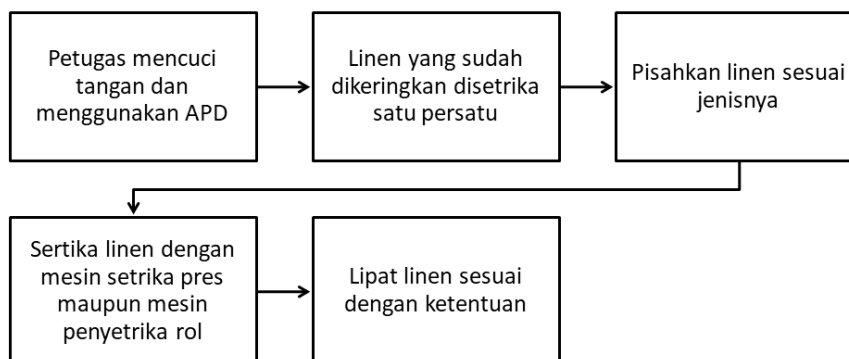 Petugas mencuci
tangan dan
menggunakan APD
Linen yang sudah
dikeringkan disetrika
satu persatu
Pisahkan linen sesuai
jenisnya
Sertika linen dengan
mesin setrika pres
maupun mesin
penyetrika rol
Lipat linen sesuai
dengan ketentuan